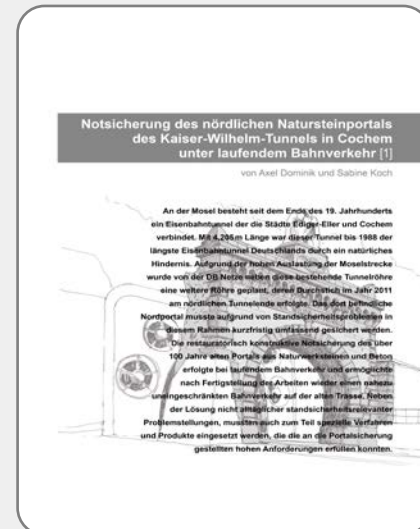 Notsicherung des nördlichen Natursteinportals
des Kaiser-Wilhelm-Tunnels in Cochem
unter laufendem Bahnverkehr [1]
von Axel Dominik und Sabine Koch
An der Mosel besteht seit dem Ende des 19. Jahrhunderts
ein Eisenbahntunnel der die Städte Ediger-Eller und Cochem
verbindet. Mit 4.205m Länge war dieser Tunnel bis 1988 der
längste Eisenbahntunnel Deutschlands durch ein natürliches
Hindernis. Aufgrund der hohen Auslastung der Moselstrecke
wurde von der DB Netze neben diese bestehende Tunnelröhre
eine weitere Röhre geplant, deren Durchstich im Jahr 2011
am nördlichen Tunnelende erfolgte. Das dort befindliche
Nordportal musste aufgrund von Standsicherheitsproblemen in
diesem Rahmen kurzfristig umfassend gesichert werden.
Die restauratorisch konstruktive Notsicherung des über
100 Jahre alten Portals aus Naturwerksteinen und Beton
erfolgte bei laufendem Bahnverkehr und ermöglichte
nach Fertigstellung der Arbeiten wieder einen nahezu
uneingeschränkten Bahnverkehr auf der alten Trasse. Neben
der Lösung nicht alltäglicher standsicherheitsrelevanter
Problemstellungen, mussten auch zum Teil spezielle Verfahren
und Produkte eingesetzt werden, die die an die Portalsicherung
gestellten hohen Anforderungen erfüllen konnten.